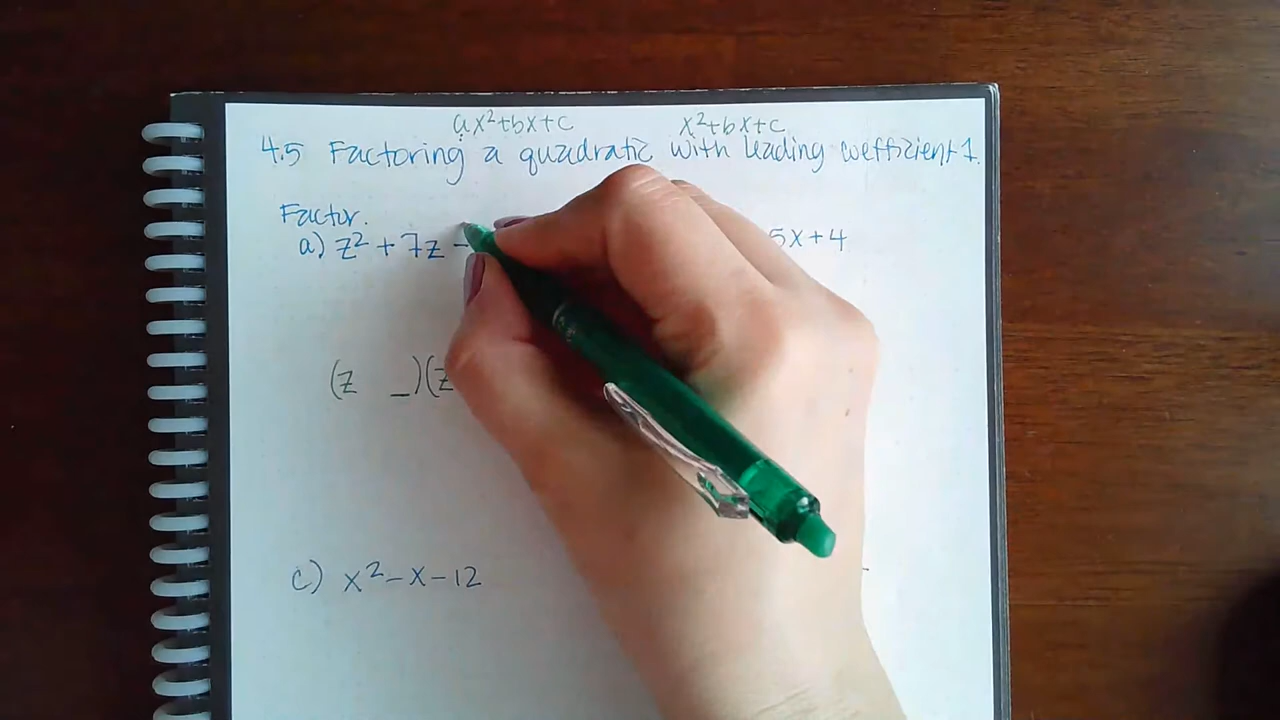 ax²+bx+c x²+bx+c
4.5 Factoring a quadratic with leading coefficient 1.
Factor.
a) z² + 7z - 5x+4
(z _)(z
c) x²-x-12